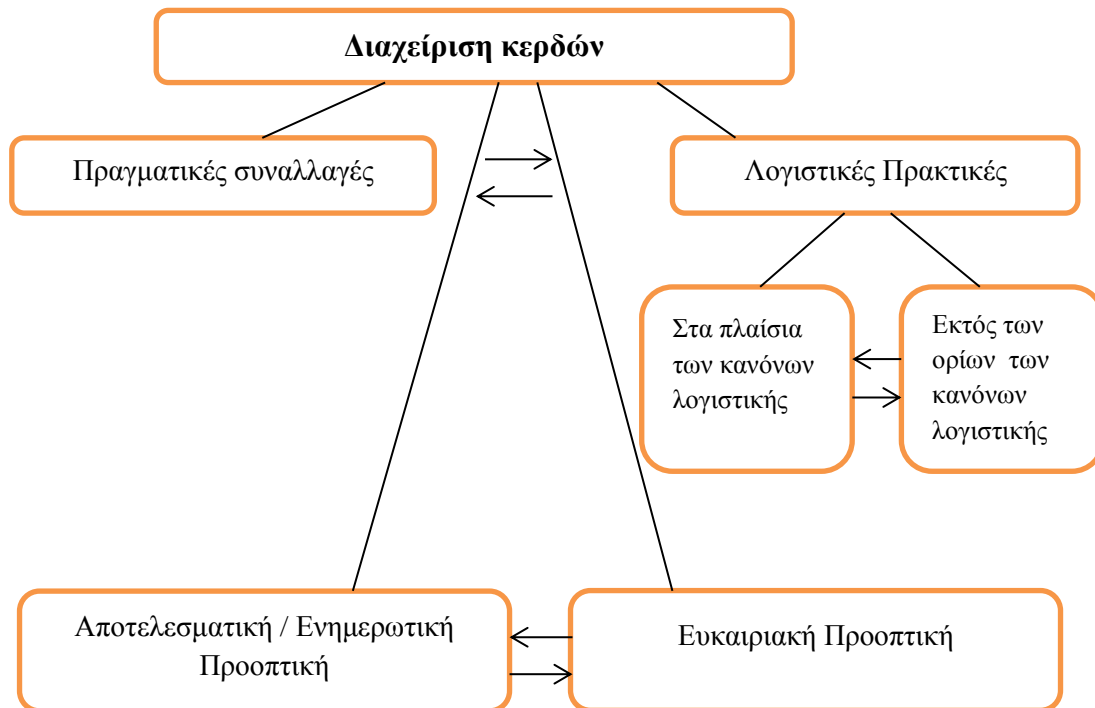 Διαχείριση κερδών
Πραγματικές συναλλαγές
Λογιστικές Πρακτικές
Στα πλαίσια
των κανόνων
λογιστικής
Εκτός των
ορίων των
κανόνων
λογιστικής
Αποτελεσματική / Ενημερωτική
Προοπτική
Ευκαιριακή Προοπτική